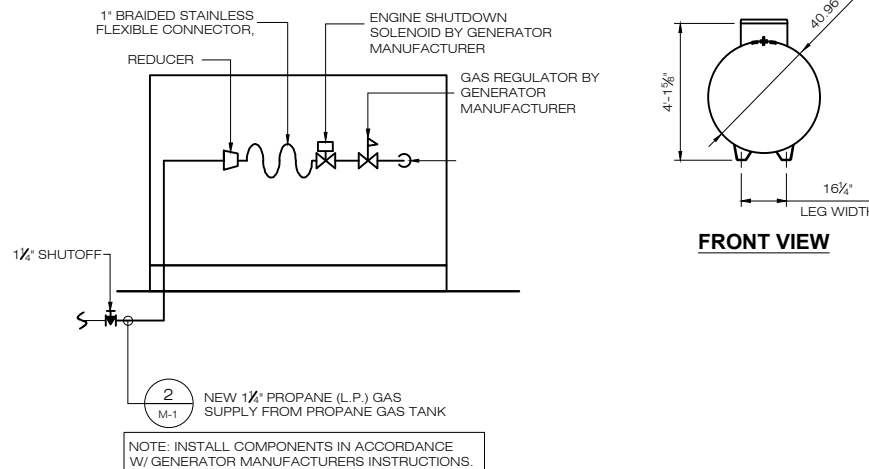 1" BRAIDED STAINLESS
FLEXIBLE CONNECTOR,
ENGINE SHUTDOWN
SOLENOID BY GENERATOR
MANUFACTURER
REDUCER
GAS REGULATOR BY
GENERATOR
MANUFACTURER
1¼" SHUTOFF
2
M-1
NEW 1¼" PROPANE (L.P.) GAS
SUPPLY FROM PROPANE GAS TANK
NOTE: INSTALL COMPONENTS IN ACCORDANCE
W/ GENERATOR MANUFACTURERS INSTRUCTIONS.
40.96
4'-1⅝"
16¼"
LEG WIDTH
FRONT VIEW